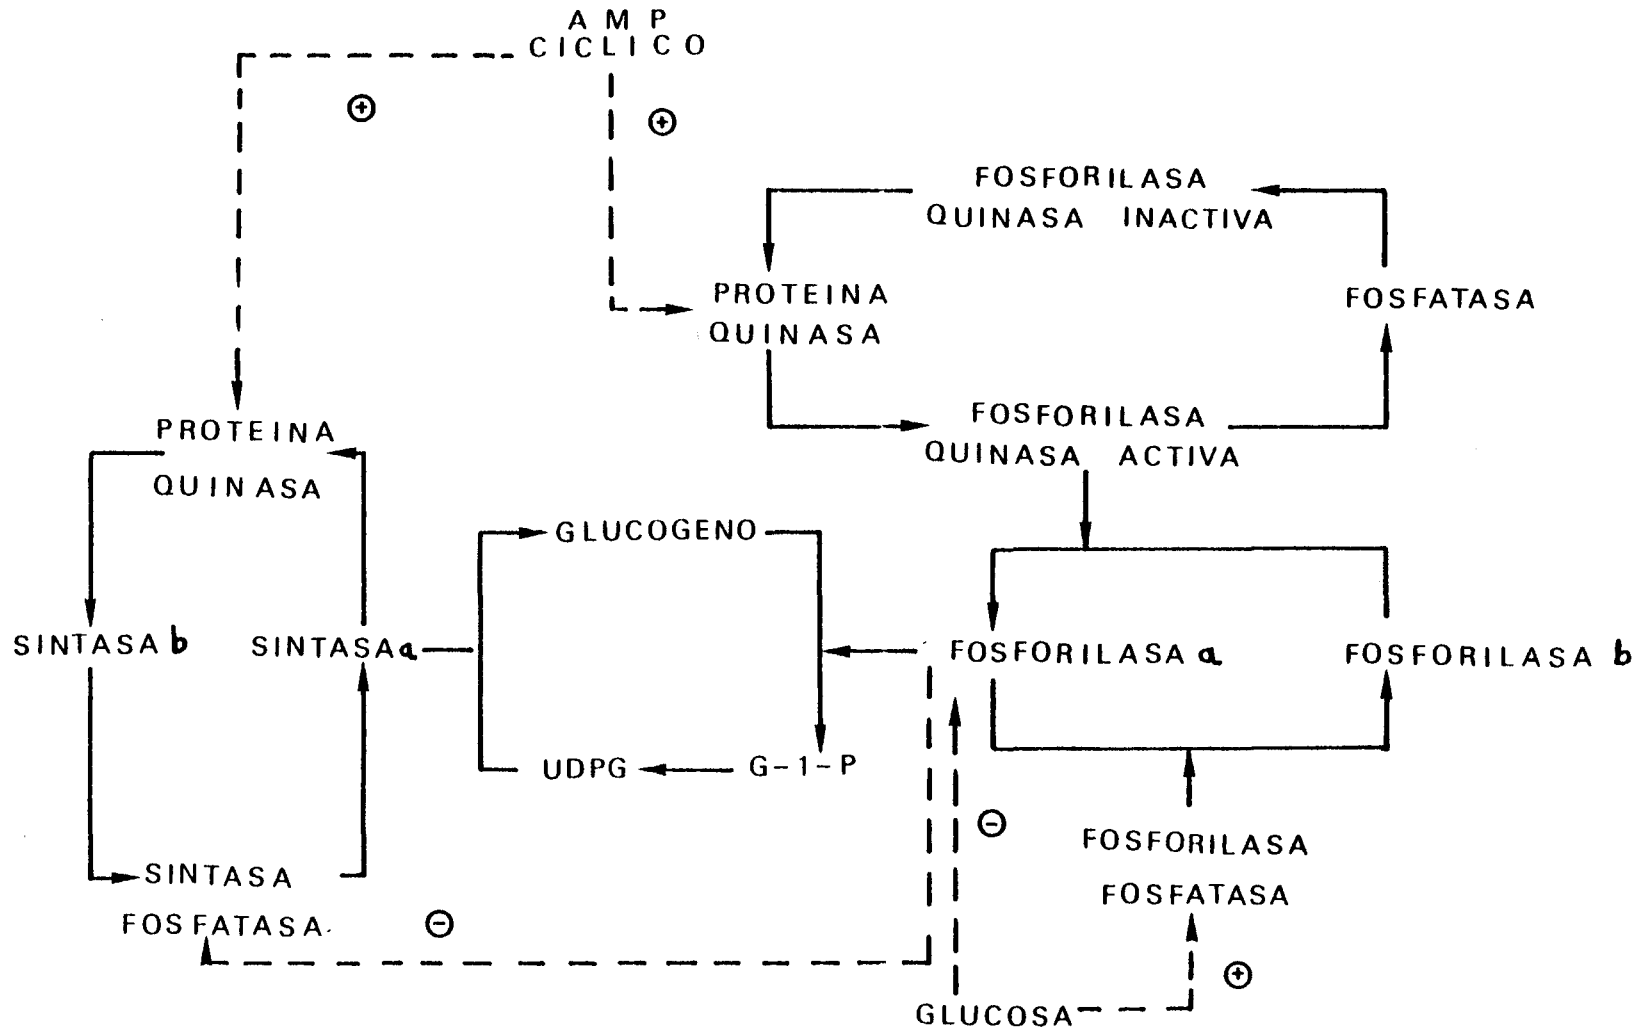 AMP
CICLICO
⊕
⊕
FOSFORILASA
QUINASA INACTIVA
PROTEINA
QUINASA
FOSFATASA
FOSFORILASA
QUINASA ACTIVA
PROTEINA
QUINASA
GLUCOGENO
SINTASA b
SINTASA a
FOSFORILASA a
FOSFORILASA b
UDPG
G-1-P
⊖
FOSFORILASA
FOSFATASA
SINTASA
FOSFATASA
⊖
⊕
GLUCOSA